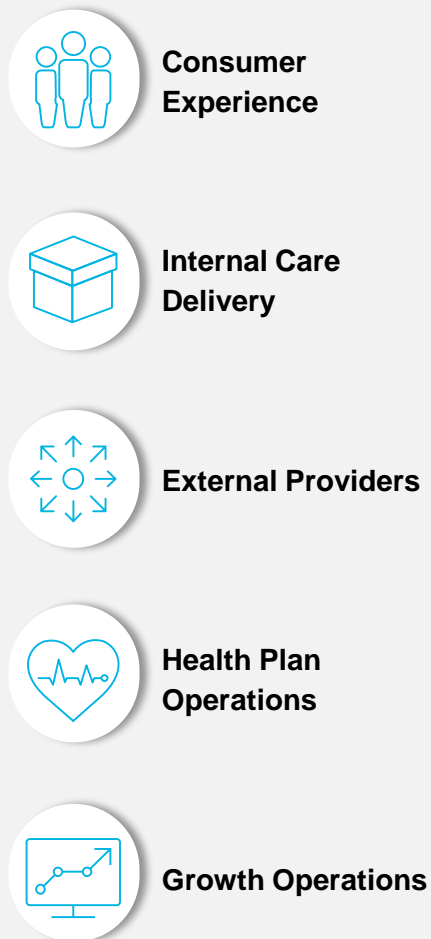 Consumer
Experience
Internal Care
Delivery
External Providers
Health Plan
Operations
Growth Operations